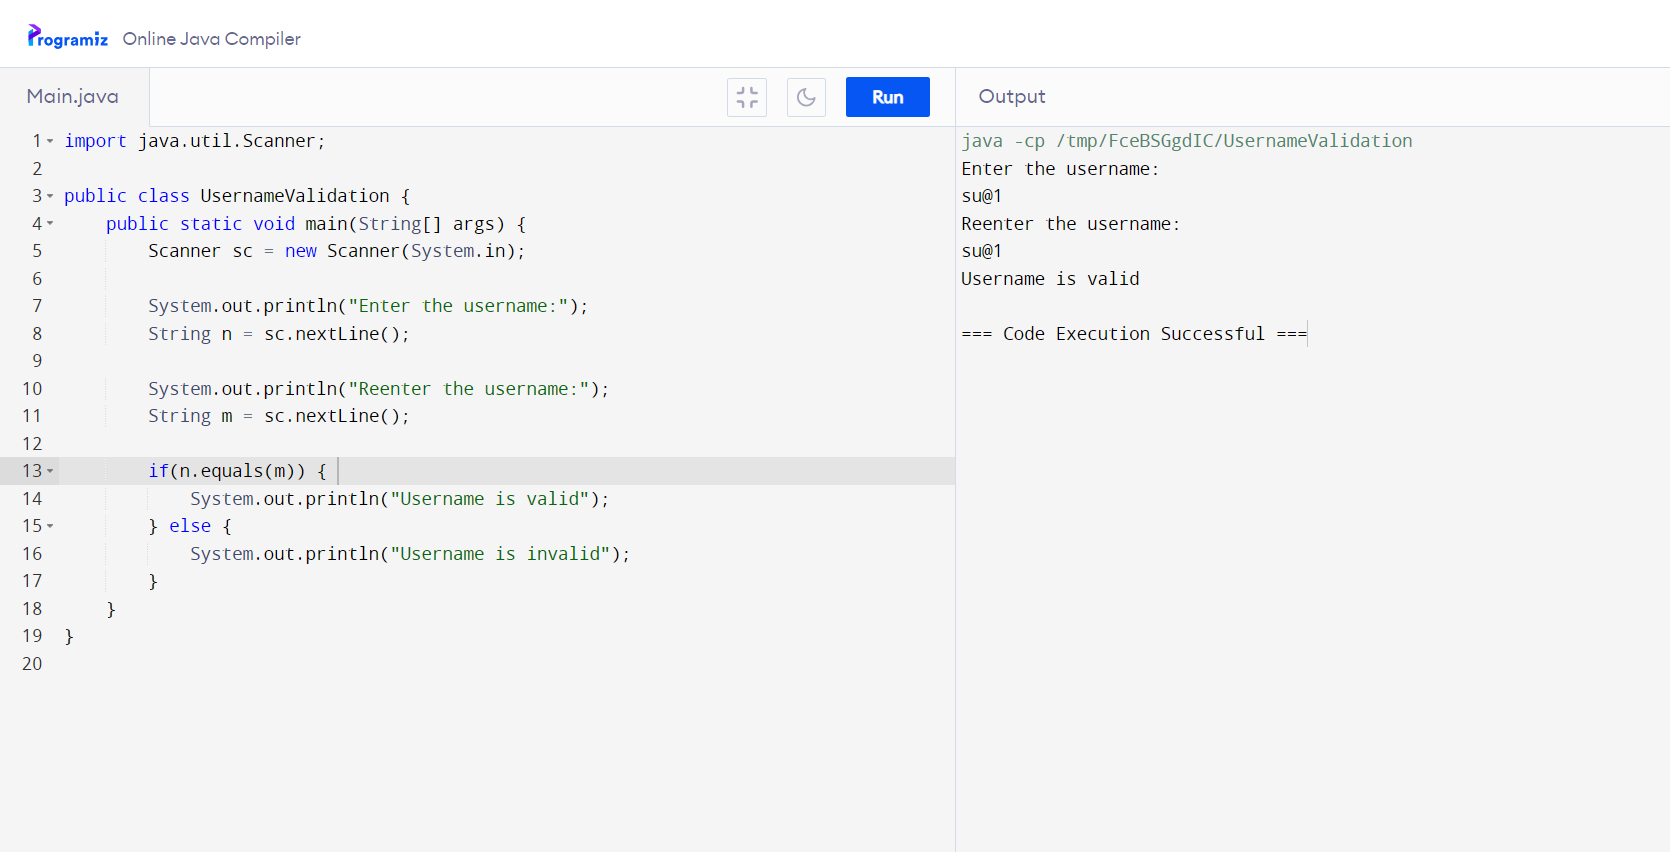 Programiz Online Java Compiler
Main.java
Run
Output
1 import java.util.Scanner;
2
3 public class UsernameValidation {
4     public static void main(String[] args) {
5         Scanner sc = new Scanner(System.in);
6
7         System.out.println("Enter the username:");
8         String n = sc.nextLine();
9
10         System.out.println("Reenter the username:");
11         String m = sc.nextLine();
12
13         if(n.equals(m)) {
14             System.out.println("Username is valid");
15         } else {
16             System.out.println("Username is invalid");
17         }
18     }
19 }
20
java -cp /tmp/FceBSGgdIC/UsernameValidation
Enter the username:
su@1
Reenter the username:
su@1
Username is valid
=== Code Execution Successful ===